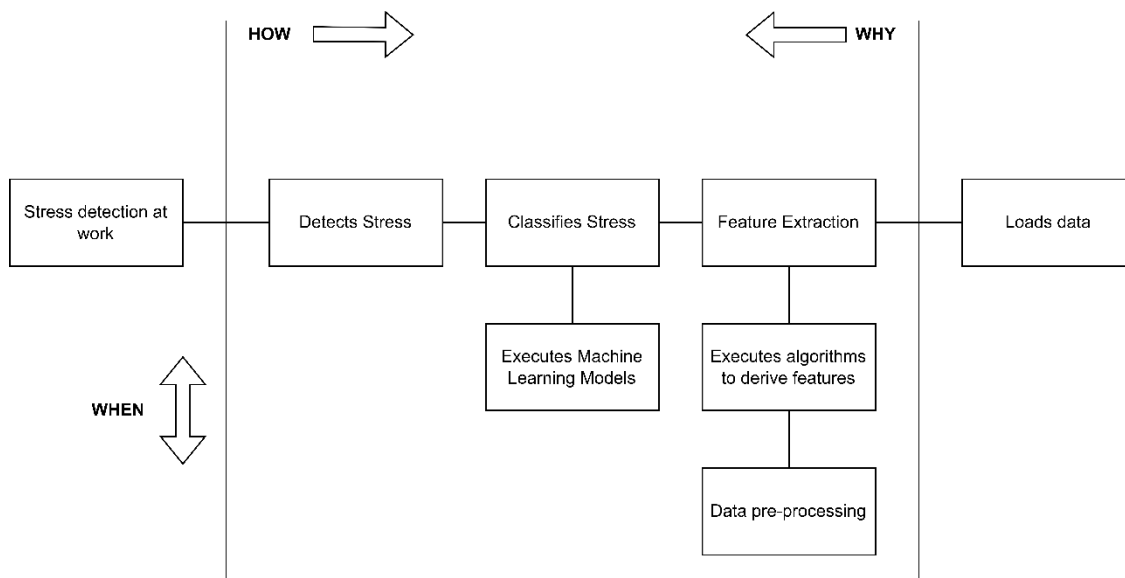 HOW
WHY
Stress detection at
work
Detects Stress
Classifies Stress
Feature Extraction
Loads data
Executes Machine
Learning Models
Executes algorithms
to derive features
WHEN
Data pre-processing